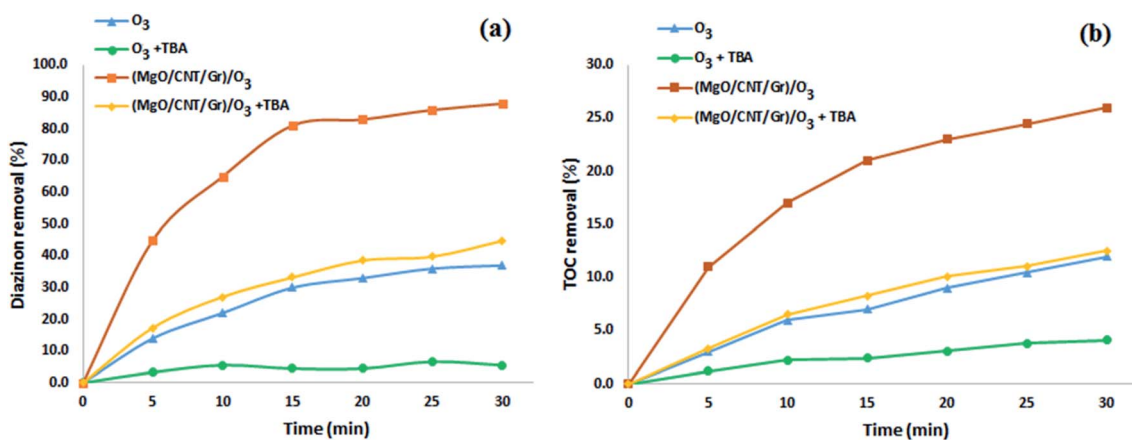 (a)
O₃
O₃ +TBA
(MgO/CNT/Gr)/O₃
(MgO/CNT/Gr)/O₃ +TBA
Diazinon removal (%)
100.0
90.0
80.0
70.0
60.0
50.0
40.0
30.0
20.0
10.0
0.0
0 5 10 15 20 25 30
Time (min)
(b)
O₃
O₃ + TBA
(MgO/CNT/Gr)/O₃
(MgO/CNT/Gr)/O₃ + TBA
TOC removal (%)
30.0
25.0
20.0
15.0
10.0
5.0
0.0
0 5 10 15 20 25 30
Time (min)